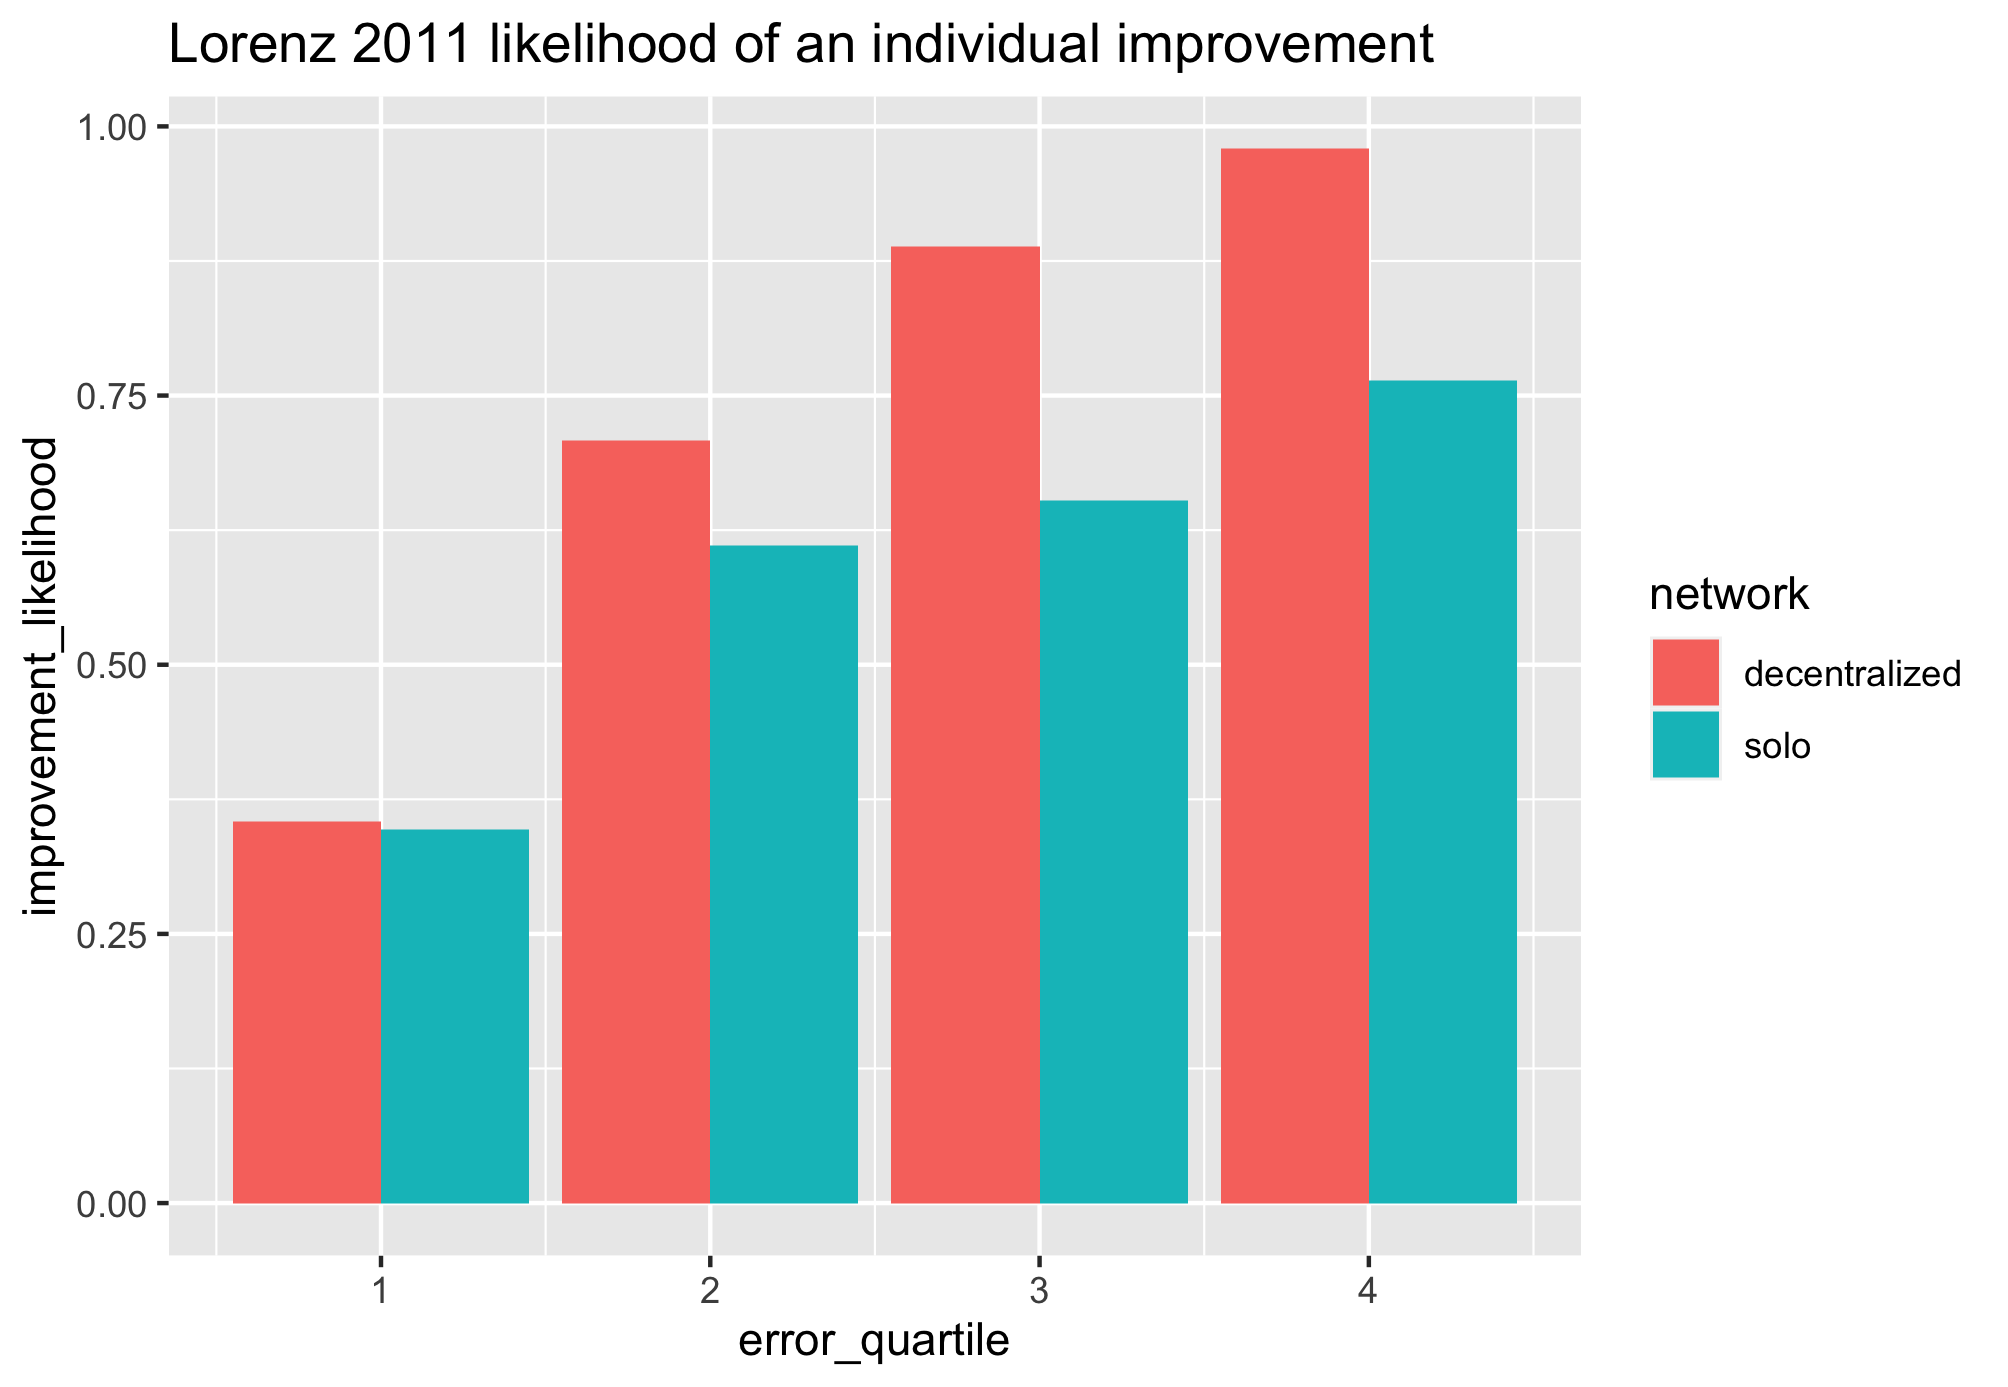 Lorenz 2011 likelihood of an individual improvement
improvement_likelihood
1.00
0.75
0.50
0.25
0.00
1 2 3 4
error_quartile
network
decentralized
solo